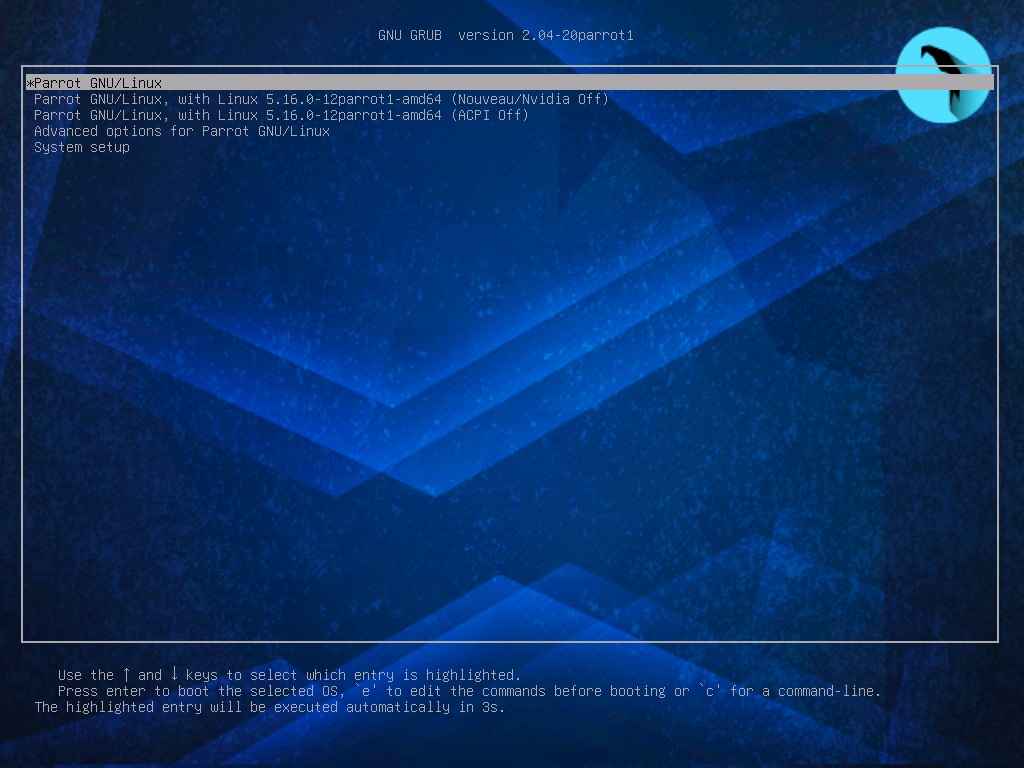 GNU GRUB version 2.04-20parrot1
*Parrot GNU/Linux
Parrot GNU/Linux, with Linux 5.16.0-12parrot1-amd64 (Nouveau/Nvidia Off)
Parrot GNU/Linux, with Linux 5.16.0-12parrot1-amd64 (ACPI Off)
Advanced options for Parrot GNU/Linux
System setup
Use the ↑ and ↓ keys to select which entry is highlighted.
Press enter to boot the selected OS, `e' to edit the commands before booting or `c' for a command-line.
The highlighted entry will be executed automatically in 3s.